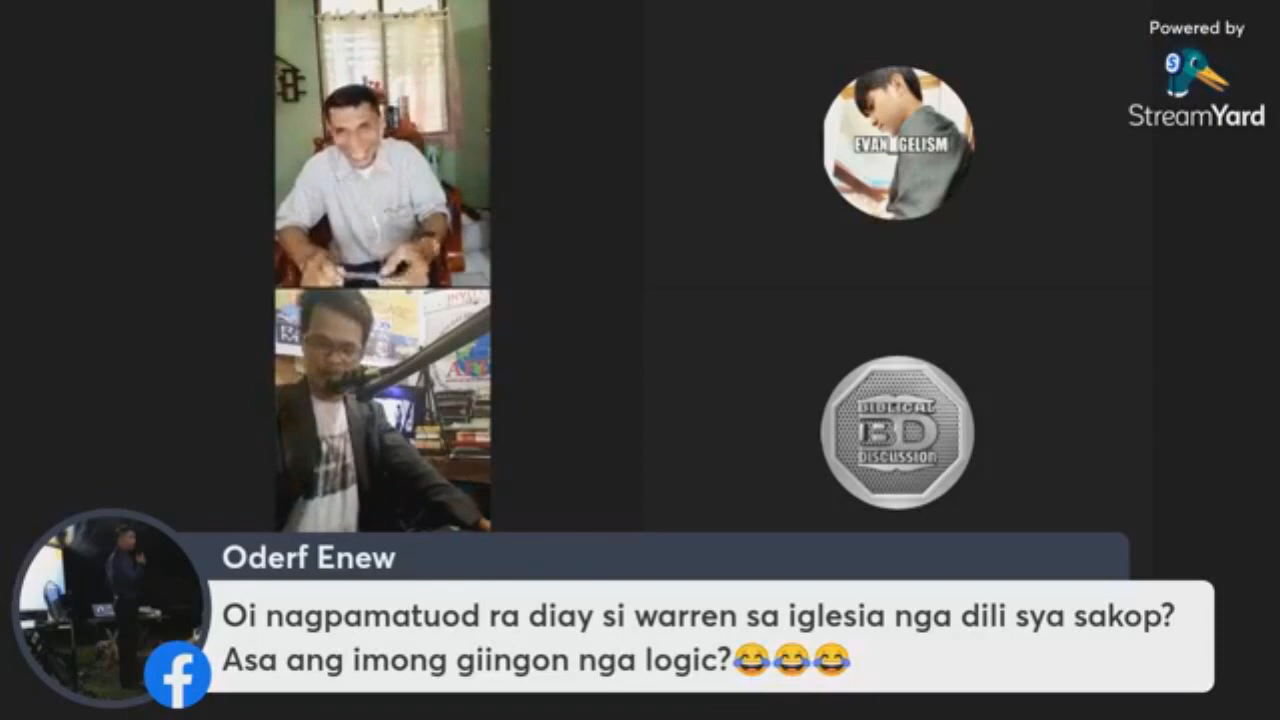 Powered by
StreamYard
EVANGELISM
BIBLICAL
BD
DISCUSSION
Oderf Enew
Oi nagpamatuod ra diay si warren sa iglesia nga dili sya sakop?
Asa ang imong giingon nga logic?😂😂😂